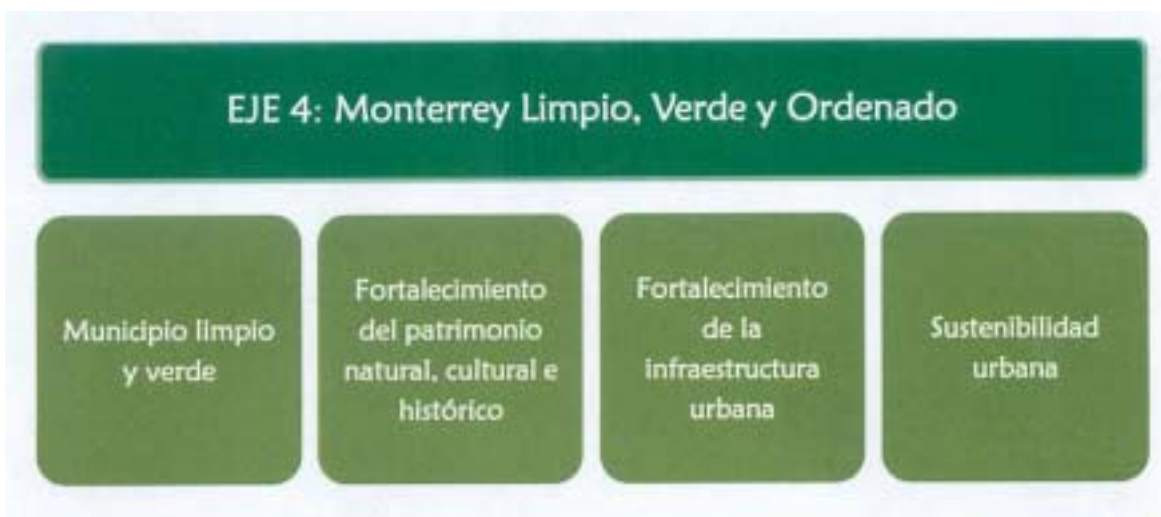 EJE 4: Monterrey Limpio, Verde y Ordenado
Municipio limpio
y verde
Fortalecimiento
del patrimonio
natural, cultural e
histórico
Fortalecimiento
de la
infraestructura
urbana
Sustenibilidad
urbana